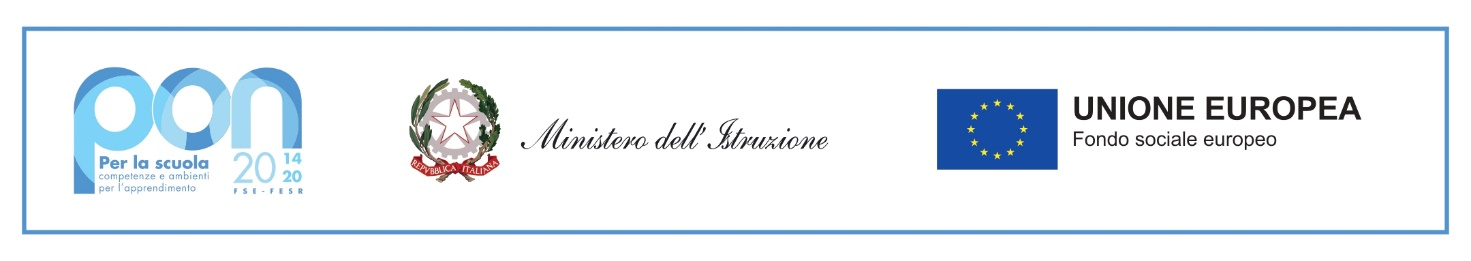 pon
Per la scuola
competenze e ambienti
per l'apprendimento
20 14
20
FSE-FESR
REPVBBLICA ITALIANA
Ministero dell'Istruzione
UNIONE EUROPEA
Fondo sociale europeo